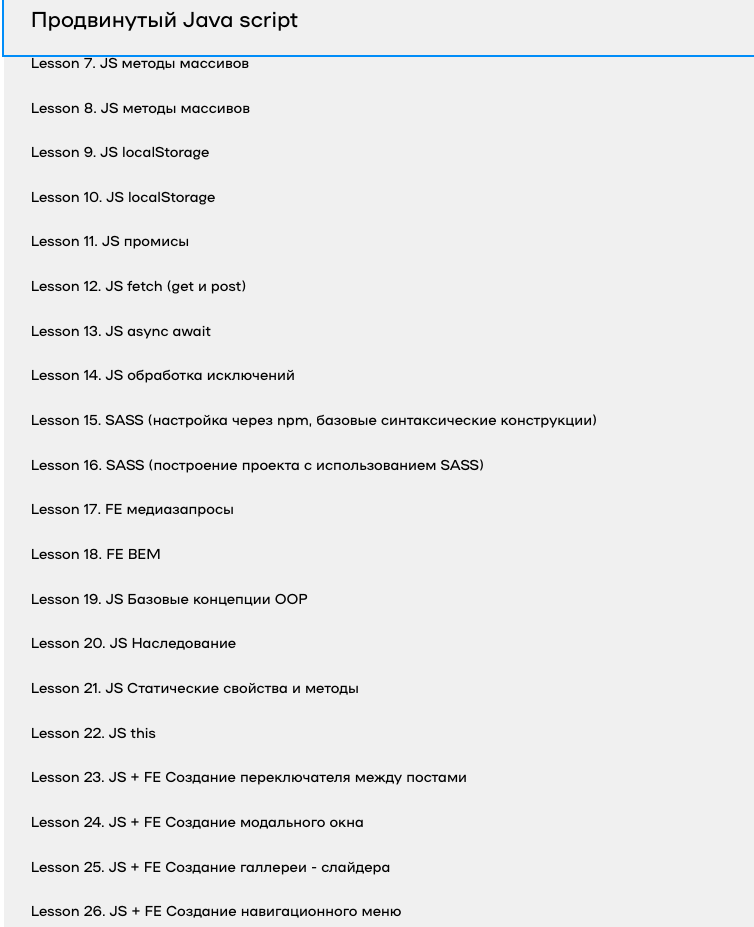 Продвинутый Java script
Lesson 7. JS методы массивов
Lesson 8. JS методы массивов
Lesson 9. JS localStorage
Lesson 10. JS localStorage
Lesson 11. JS промисы
Lesson 12. JS fetch (get и post)
Lesson 13. JS async await
Lesson 14. JS обработка исключений
Lesson 15. SASS (настройка через npm, базовые синтаксические конструкции)
Lesson 16. SASS (построение проекта с использованием SASS)
Lesson 17. FE медиазапросы
Lesson 18. FE BEM
Lesson 19. JS Базовые концепции ООР
Lesson 20. JS Наследование
Lesson 21. JS Статические свойства и методы
Lesson 22. JS this
Lesson 23. JS + FE Создание переключателя между постами
Lesson 24. JS + FE Создание модального окна
Lesson 25. JS + FE Создание галлереи - слайдера
Lesson 26. JS + FE Создание навигационного меню